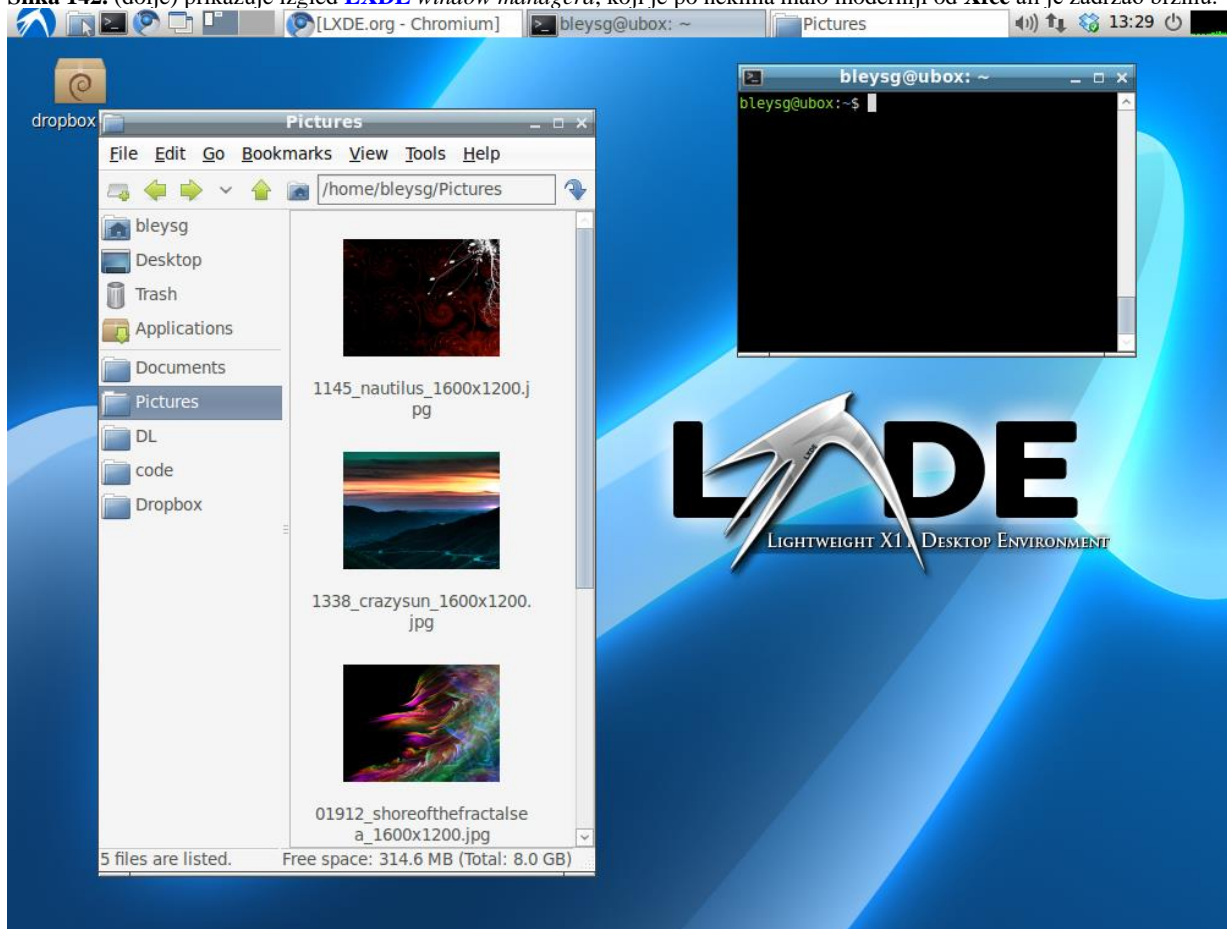 Slika 142. (dolje) prikazuje izgled LXDE window managera, koji je po nekima malo moderniji od Xfce ali je zadržao brzinu.
[LXDE.org - Chromium] bleysg@ubox: ~ Pictures 13:29
bleysg@ubox: ~
bleysg@ubox:~$
dropbox
Pictures
File Edit Go Bookmarks View Tools Help
/home/bleysg/Pictures
bleysg
Desktop
Trash
Applications
Documents
Pictures
DL
code
Dropbox
1145_nautilus_1600x1200.j
pg
1338_crazysun_1600x1200.
jpg
01912_shoreofthefractalse
a_1600x1200.jpg
5 files are listed. Free space: 314.6 MB (Total: 8.0 GB)
LXDE
LIGHTWEIGHT X11 DESKTOP ENVIRONMENT